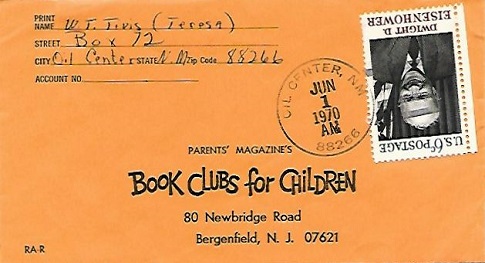 PRINT
NAME W.T. Tivis (Teresa)
STREET Box 72
CITY Oil Center STATE N.M. Zip Code 88266
ACCOUNT NO.
OIL CENTER, NM
JUN
1
1970
AM
88266
DWIGHT D.
EISENHOWER
U.S. 6c POSTAGE
PARENTS' MAGAZINE'S
BOOK CLUBS for CHILDREN
80 Newbridge Road
Bergenfield, N. J. 07621
RA-R